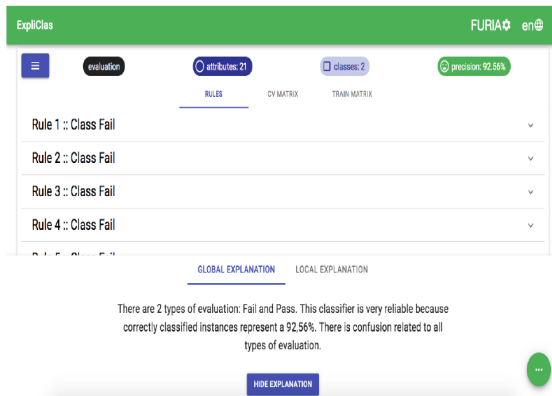 ExpliClas
FURIA en
evaluation
attributes: 21
classes: 2
precision: 92.56%
RULES
CV MATRIX
TRAIN MATRIX
Rule 1 :: Class Fail
Rule 2 :: Class Fail
Rule 3 :: Class Fail
Rule 4 :: Class Fail
GLOBAL EXPLANATION
LOCAL EXPLANATION
There are 2 types of evaluation: Fail and Pass. This classifier is very reliable because
correctly classified instances represent a 92,56%. There is confusion related to all
types of evaluation.
HIDE EXPLANATION